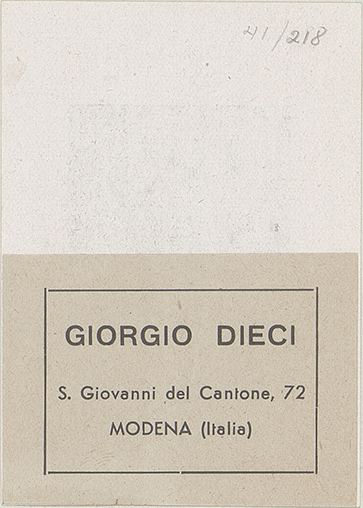 41/218
GIORGIO DIECI
S. Giovanni del Cantone, 72
MODENA (Italia)